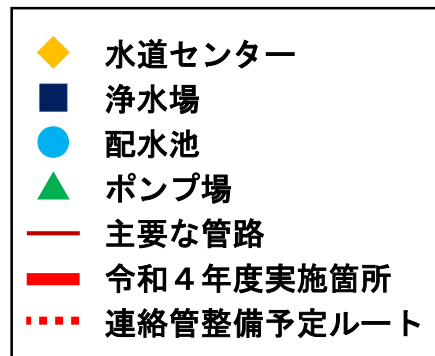 水道センター
浄水場
配水池
ポンプ場
主要な管路
令和４年度実施箇所
連絡管整備予定ルート